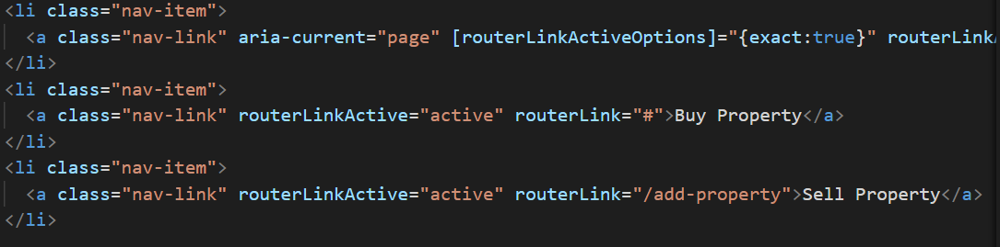 <li class="nav-item">
<a class="nav-link" aria-current="page" [routerLinkActiveOptions]="{exact:true}" routerLink
</li>
<li class="nav-item">
<a class="nav-link" routerLinkActive="active" routerLink="#">Buy Property</a>
</li>
<li class="nav-item">
<a class="nav-link" routerLinkActive="active" routerLink="/add-property">Sell Property</a>
</li>